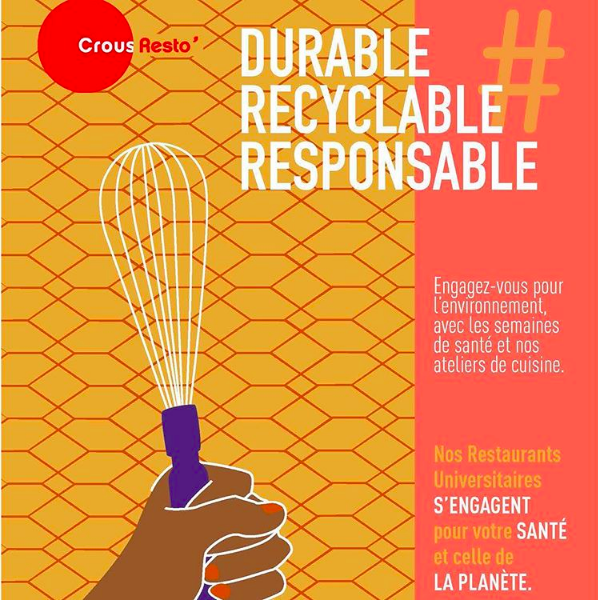 Crous Resto'
DURABLE
RECYCLABLE
RESPONSABLE
#
Engagez-vous pour
l'environnement,
avec les semaines
de santé et nos
ateliers de cuisine.
Nos Restaurants
Universitaires
S'ENGAGENT
pour votre SANTÉ
et celle de
LA PLANÈTE.